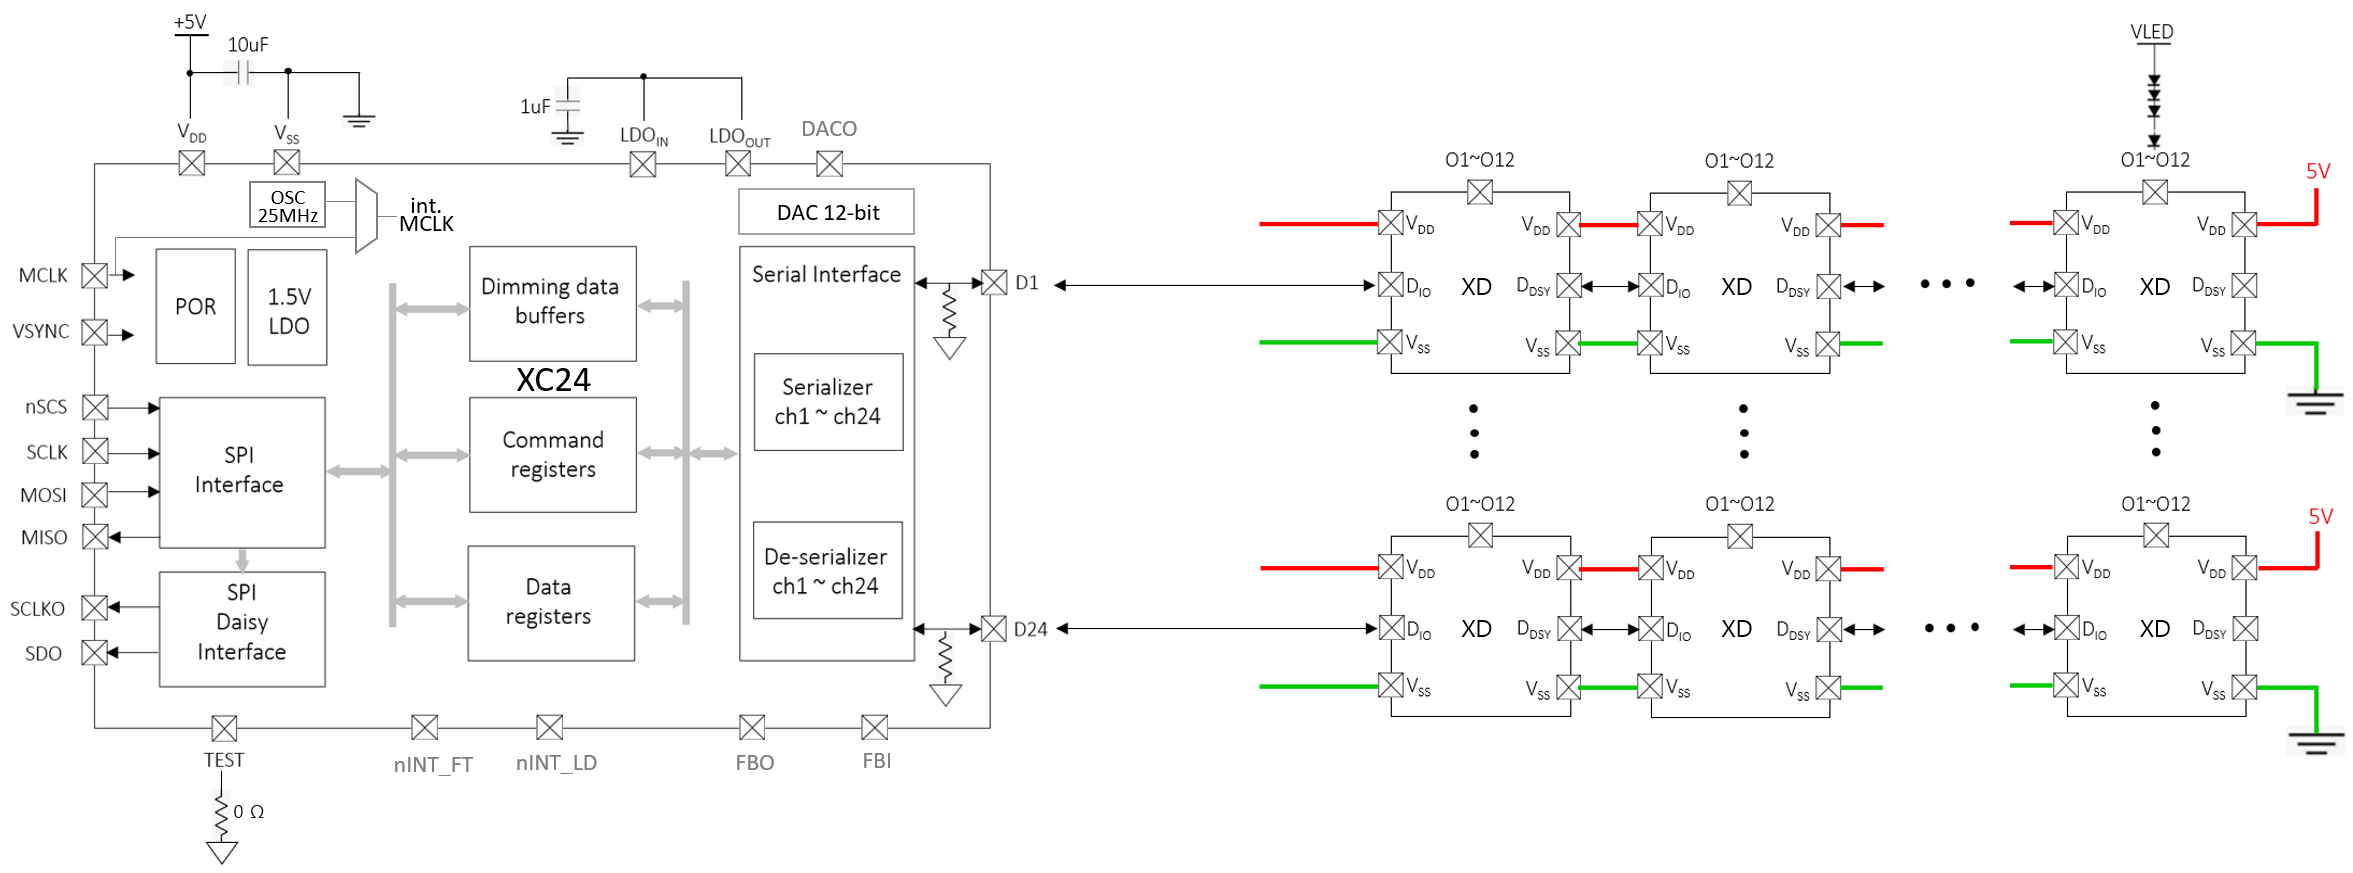 +5V
10uF
VDD
VSS
1uF
LDOIN
LDOOUT
DACO
OSC
25MHz
int.
MCLK
DAC 12-bit
MCLK
VSYNC
nSCS
SCLK
MOSI
MISO
SCLKO
SDO
POR
1.5V
LDO
SPI
Interface
SPI
Daisy
Interface
Dimming data
buffers
XC24
Command
registers
Data
registers
Serial Interface
Serializer
ch1 ~ ch24
De-serializer
ch1 ~ ch24
D1
D24
TEST
0 Ω
nINT_FT
nINT_LD
FBO
FBI
VLED
O1~O12
O1~O12
O1~O12
5V
VDD
VDD
VDD
VDD
VDD
VDD
DIO
XD
DDSY
DIO
XD
DDSY
DIO
XD
DDSY
VSS
VSS
VSS
VSS
VSS
VSS
O1~O12
O1~O12
O1~O12
5V
VDD
VDD
VDD
VDD
VDD
VDD
DIO
XD
DDSY
DIO
XD
DDSY
DIO
XD
DDSY
VSS
VSS
VSS
VSS
VSS
VSS